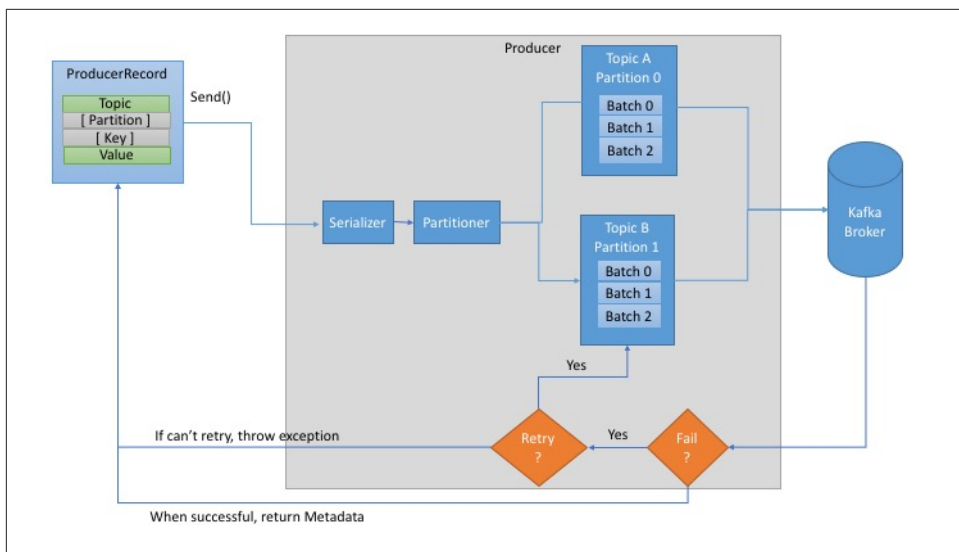 Producer
ProducerRecord
Topic
[ Partition ]
[ Key ]
Value
Send()
Serializer
Partitioner
Topic A
Partition 0
Batch 0
Batch 1
Batch 2
Topic B
Partition 1
Batch 0
Batch 1
Batch 2
Kafka
Broker
Yes
If can't retry, throw exception
Retry
?
Yes
Fail
?
When successful, return Metadata